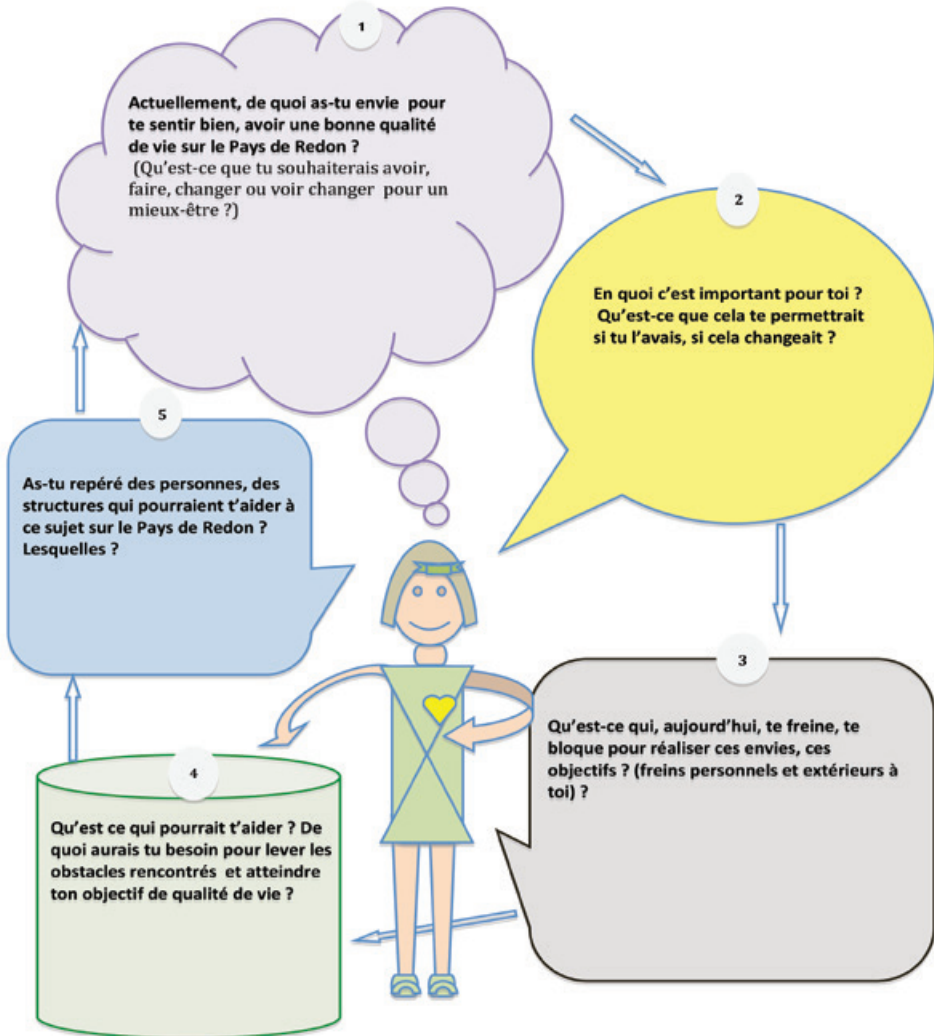 1
Actuellement, de quoi as-tu envie pour
te sentir bien, avoir une bonne qualité
de vie sur le Pays de Redon ?
(Qu'est-ce que tu souhaiterais avoir,
faire, changer ou voir changer pour un
mieux-être ?)
2
En quoi c'est important pour toi ?
Qu'est-ce que cela te permettrait
si tu l'avais, si cela changeait ?
3
Qu'est-ce qui, aujourd'hui, te freine, te
bloque pour réaliser ces envies, ces
objectifs ? (freins personnels et extérieurs à
toi) ?
4
Qu'est ce qui pourrait t'aider ? De
quoi aurais tu besoin pour lever les
obstacles rencontrés et atteindre
ton objectif de qualité de vie ?
5
As-tu repéré des personnes, des
structures qui pourraient t'aider à
ce sujet sur le Pays de Redon ?
Lesquelles ?